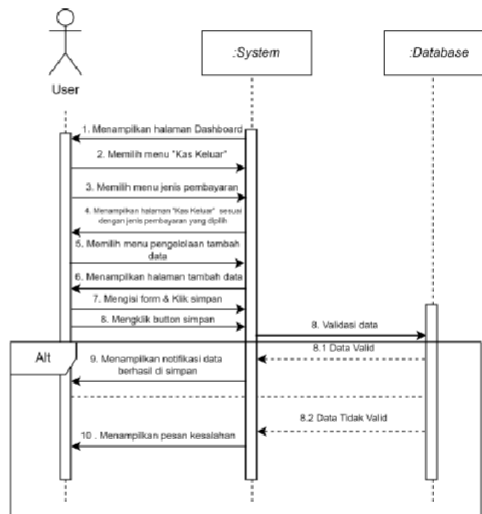 :System
:Database
User
1. Menampilkan halaman Dashboard
2. Memilih menu "Kas Keluar"
3. Memilih menu jenis pembayaran
4. Menampilkan halaman "Kas Keluar" sesuai
dengan jenis pembayaran yang dipilih
5. Memilih menu pengelolaan tambah
data
6. Menampilkan halaman tambah data
7. Mengisi form & Klik simpan
8. Mengklik button simpan
8. Validasi data
Alt
8.1 Data Valid
9. Menampilkan notifikasi data
berhasil di simpan
8.2 Data Tidak Valid
10 . Menampilkan pesan kesalahan